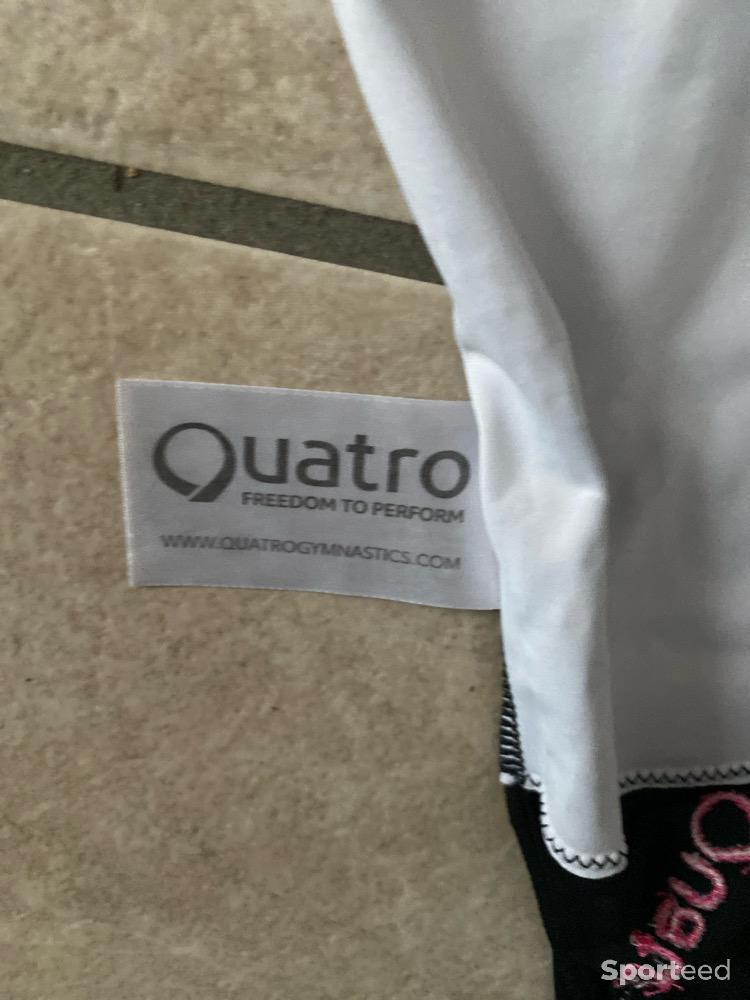 Quatro
FREEDOM TO PERFORM
WWW.QUATROGYMNASTICS.COM
Sporteed